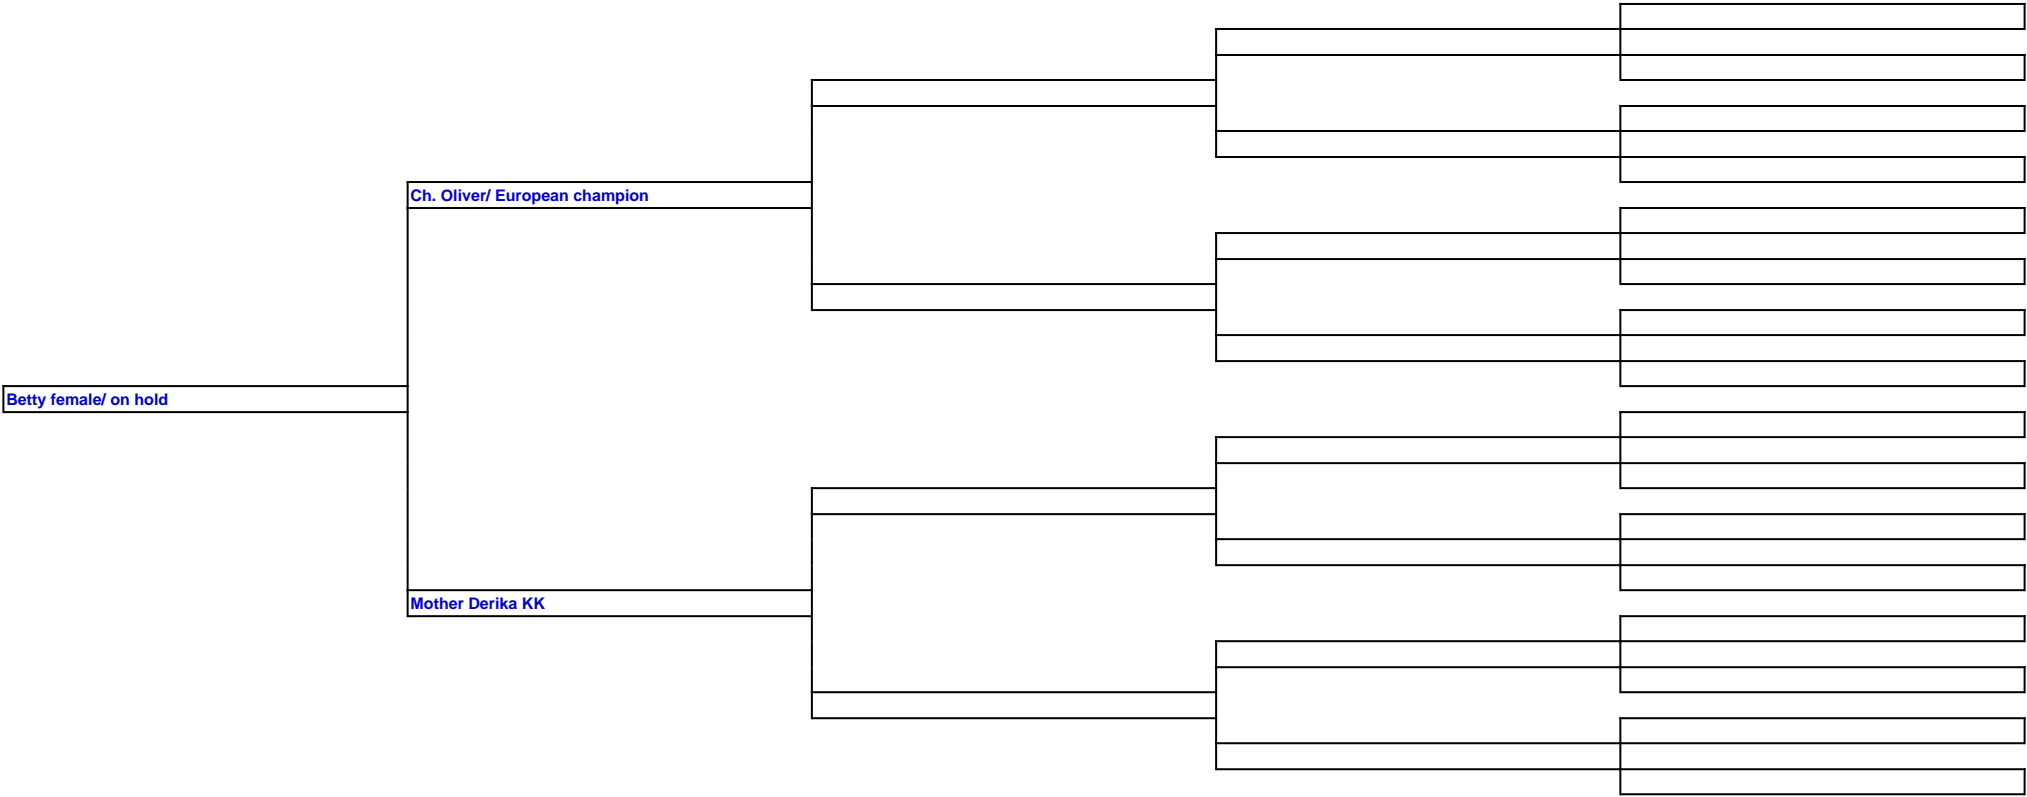 Ch. Oliver/ European champion
Betty female/ on hold
Mother Derika KK